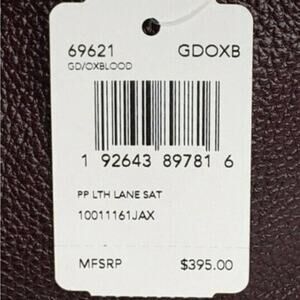 69621 GDOXB
GD/OXBLOOD
1 92643 89781 6
PP LTH LANE SAT
10011161JAX
MFSRP $395.00